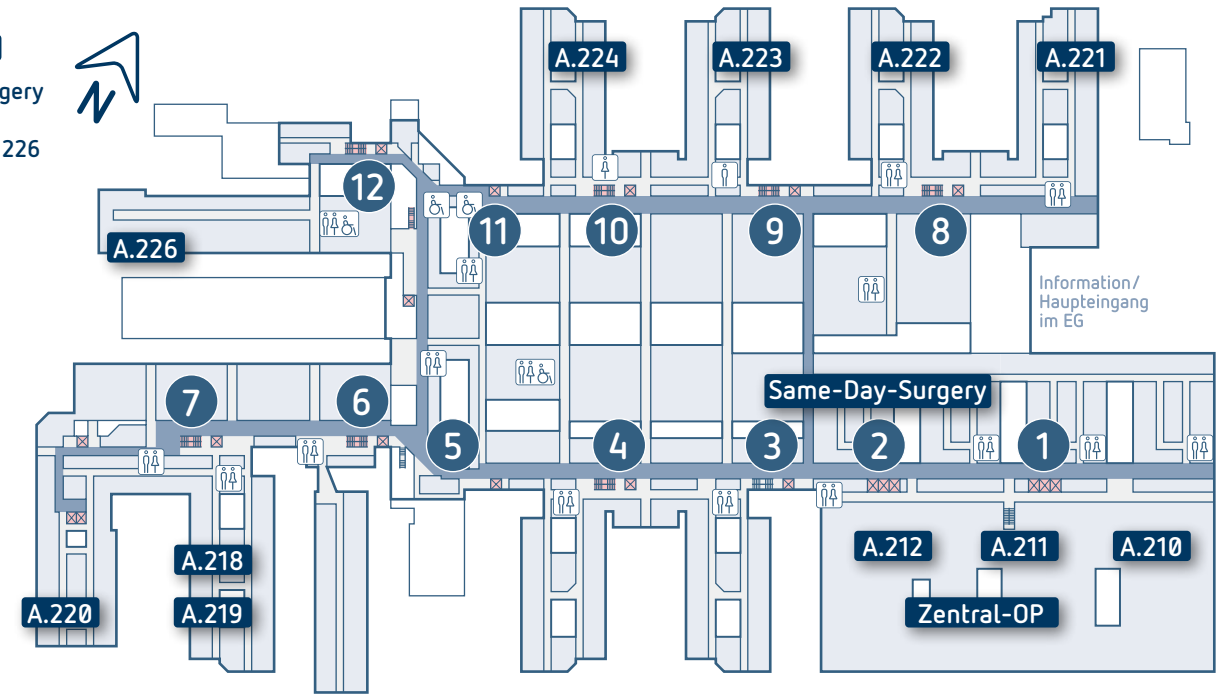 gery
226
N
A.224
A.223
A.222
A.221
12
11
10
9
8
A.226
Information/
Haupteingang
im EG
Same-Day-Surgery
7
6
5
4
3
2
1
A.212
A.211
A.210
A.218
A.220
A.219
Zentral-OP